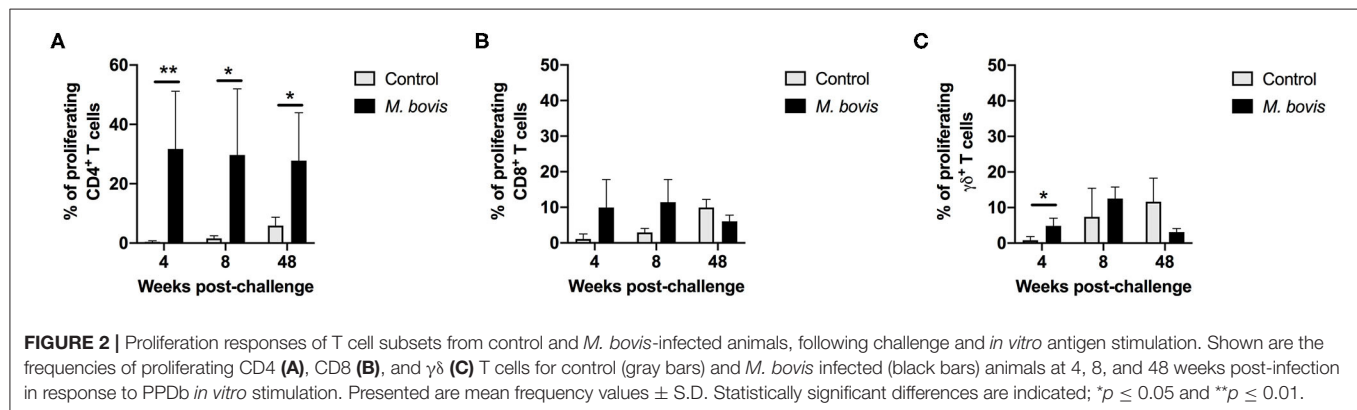 A
% of proliferating
CD4+ T cells
60
40
20
0
**
*
*
4
8
48
Weeks post-challenge
Control
M. bovis
B
% of proliferating
CD8+ T cells
50
40
30
20
10
0
4
8
48
Weeks post-challenge
Control
M. bovis
C
% of proliferating
γδ+ T cells
50
40
30
20
10
0
*
4
8
48
Weeks post-challenge
Control
M. bovis
FIGURE 2 | Proliferation responses of T cell subsets from control and M. bovis-infected animals, following challenge and in vitro antigen stimulation. Shown are the
frequencies of proliferating CD4 (A), CD8 (B), and γδ (C) T cells for control (gray bars) and M. bovis infected (black bars) animals at 4, 8, and 48 weeks post-infection
in response to PPDb in vitro stimulation. Presented are mean frequency values ± S.D. Statistically significant differences are indicated; *p ≤ 0.05 and **p ≤ 0.01.